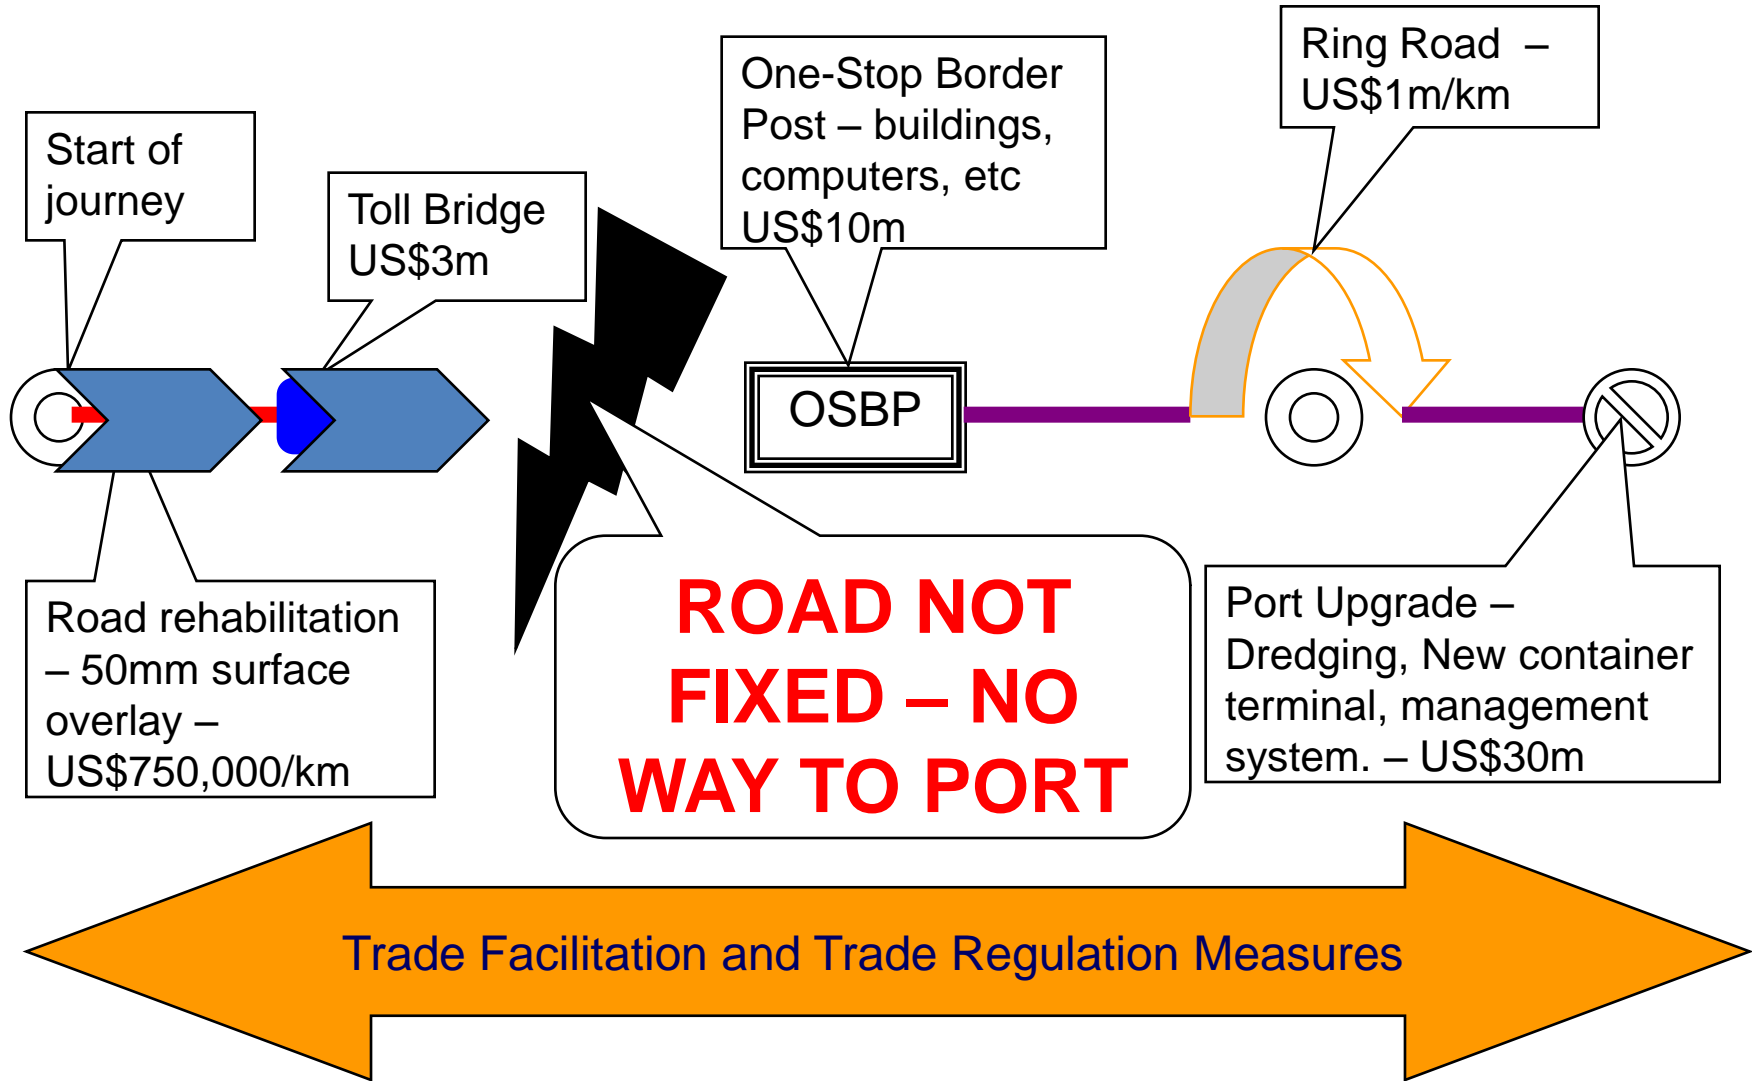 Start of
journey
Toll Bridge
US$3m
One-Stop Border
Post – buildings,
computers, etc
US$10m
Ring Road –
US$1m/km
OSBP
Road rehabilitation
– 50mm surface
overlay –
US$750,000/km
ROAD NOT
FIXED – NO
WAY TO PORT
Port Upgrade –
Dredging, New container
terminal, management
system. – US$30m
Trade Facilitation and Trade Regulation Measures